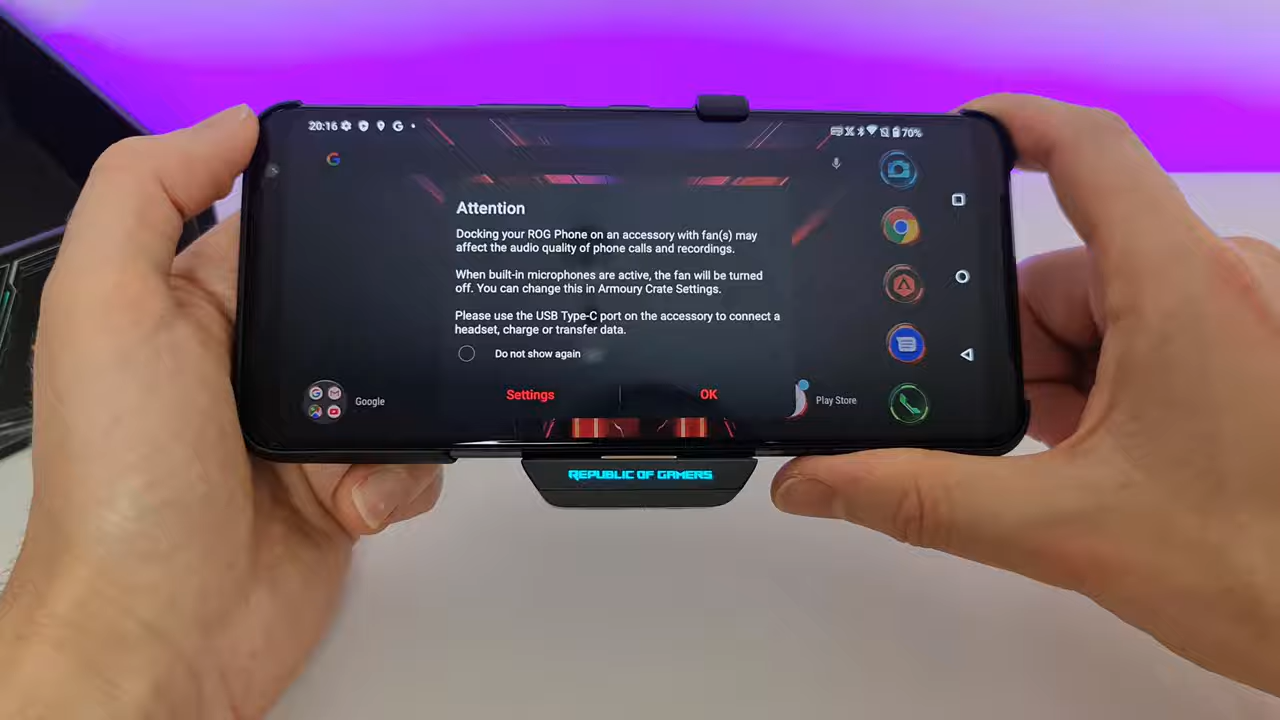 20:16
70%
Attention
Docking your ROG Phone on an accessory with fan(s) may
affect the audio quality of phone calls and recordings.
When built-in microphones are active, the fan will be turned
off. You can change this in Armoury Crate Settings.
Please use the USB Type-C port on the accessory to connect a
headset, charge or transfer data.
Do not show again
Settings
OK
Google
Play Store
REPUBLIC OF GAMERS